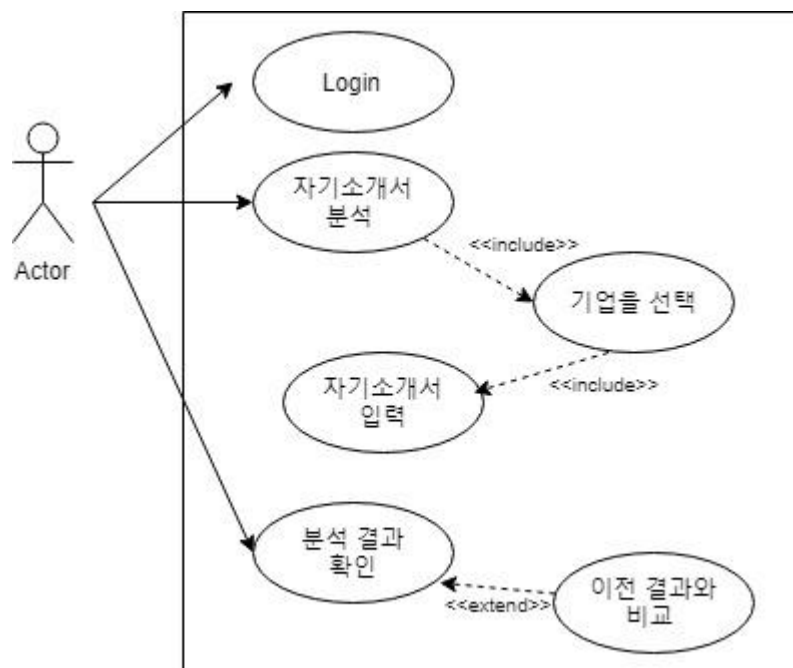 Login
자기소개서
분석
Actor
<<include>>
기업을 선택
자기소개서
입력
<<include>>
분석 결과
확인
이전 결과와
비교
<<extend>>